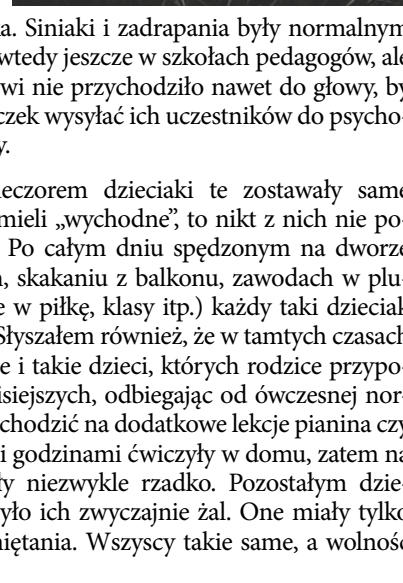 ka. Siniaki i zadrapania były normalnym
wtedy jeszcze w szkołach pedagogów, ale
wi nie przychodziło nawet do głowy, by
czek wysyłać ich uczestników do psycho-
y.
eczorem dzieciaki te zostawały same
mieli „wychodne”, to nikt z nich nie po-
Po całym dniu spędzonym na dworze
n, skakaniu z balkonu, zawodach w plu-
e w piłkę, klasy itp.) każdy taki dzieciak
Słyszałem również, że w tamtych czasach
e i takie dzieci, których rodzice przypo-
isiejszych, odbiegając od ówczesnej nor-
chodzić na dodatkowe lekcje pianina czy
i godzinami ćwiczyły w domu, zatem na
ły niezwykle rzadko. Pozostałym dzie-
yło ich zwyczajnie żal. One miały tylko
niętania. Wszyscy takie same, a wolność